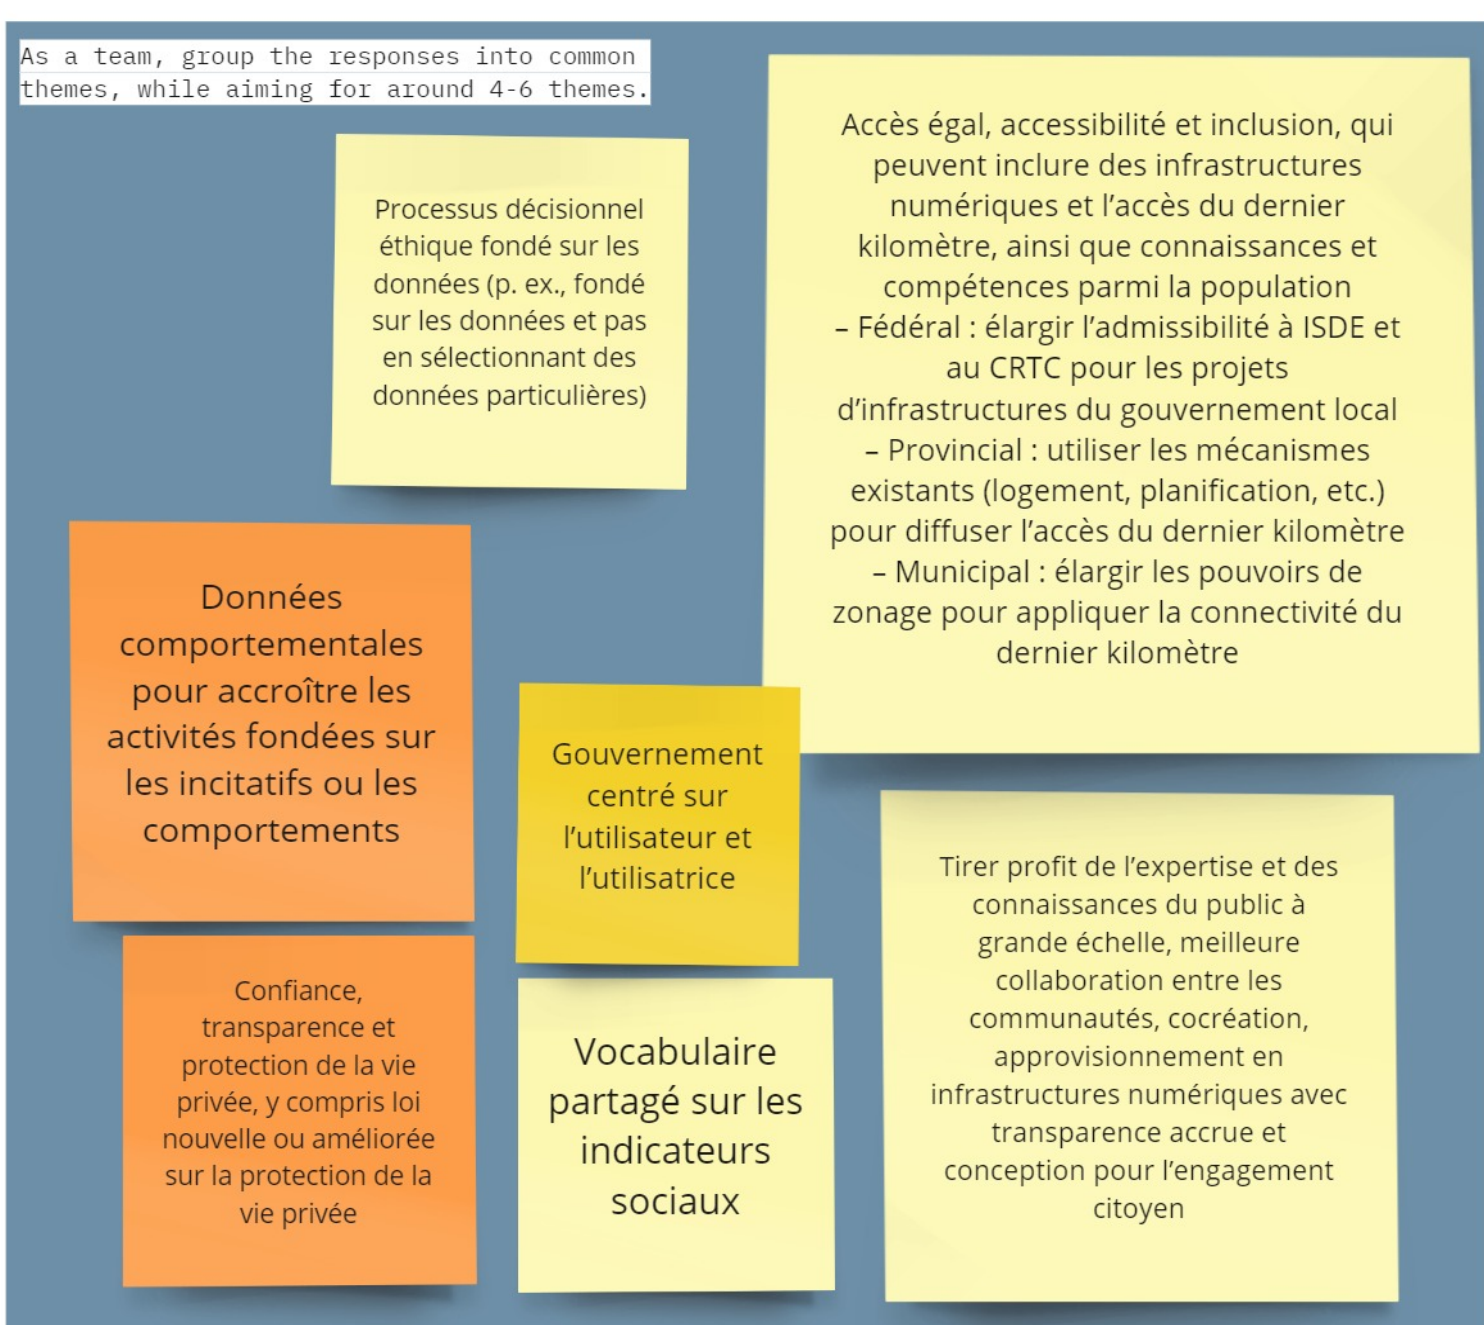 As a team, group the responses into common
themes, while aiming for around 4-6 themes.
Processus décisionnel
éthique fondé sur les
données (p. ex., fondé
sur les données et pas
en sélectionnant des
données particulières)
Accès égal, accessibilité et inclusion, qui
peuvent inclure des infrastructures
numériques et l’accès du dernier
kilomètre, ainsi que connaissances et
compétences parmi la population
– Fédéral : élargir l’admissibilité à ISDE et
au CRTC pour les projets
d’infrastructures du gouvernement local
– Provincial : utiliser les mécanismes
existants (logement, planification, etc.)
pour diffuser l’accès du dernier kilomètre
– Municipal : élargir les pouvoirs de
zonage pour appliquer la connectivité du
dernier kilomètre
Données
comportementales
pour accroître les
activités fondées sur
les incitatifs ou les
comportements
Gouvernement
centré sur
l’utilisateur et
l’utilisatrice
Confiance,
transparence et
protection de la vie
privée, y compris loi
nouvelle ou améliorée
sur la protection de la
vie privée
Vocabulaire
partagé sur les
indicateurs
sociaux
Tirer profit de l’expertise et des
connaissances du public à
grande échelle, meilleure
collaboration entre les
communautés, cocréation,
approvisionnement en
infrastructures numériques avec
transparence accrue et
conception pour l’engagement
citoyen